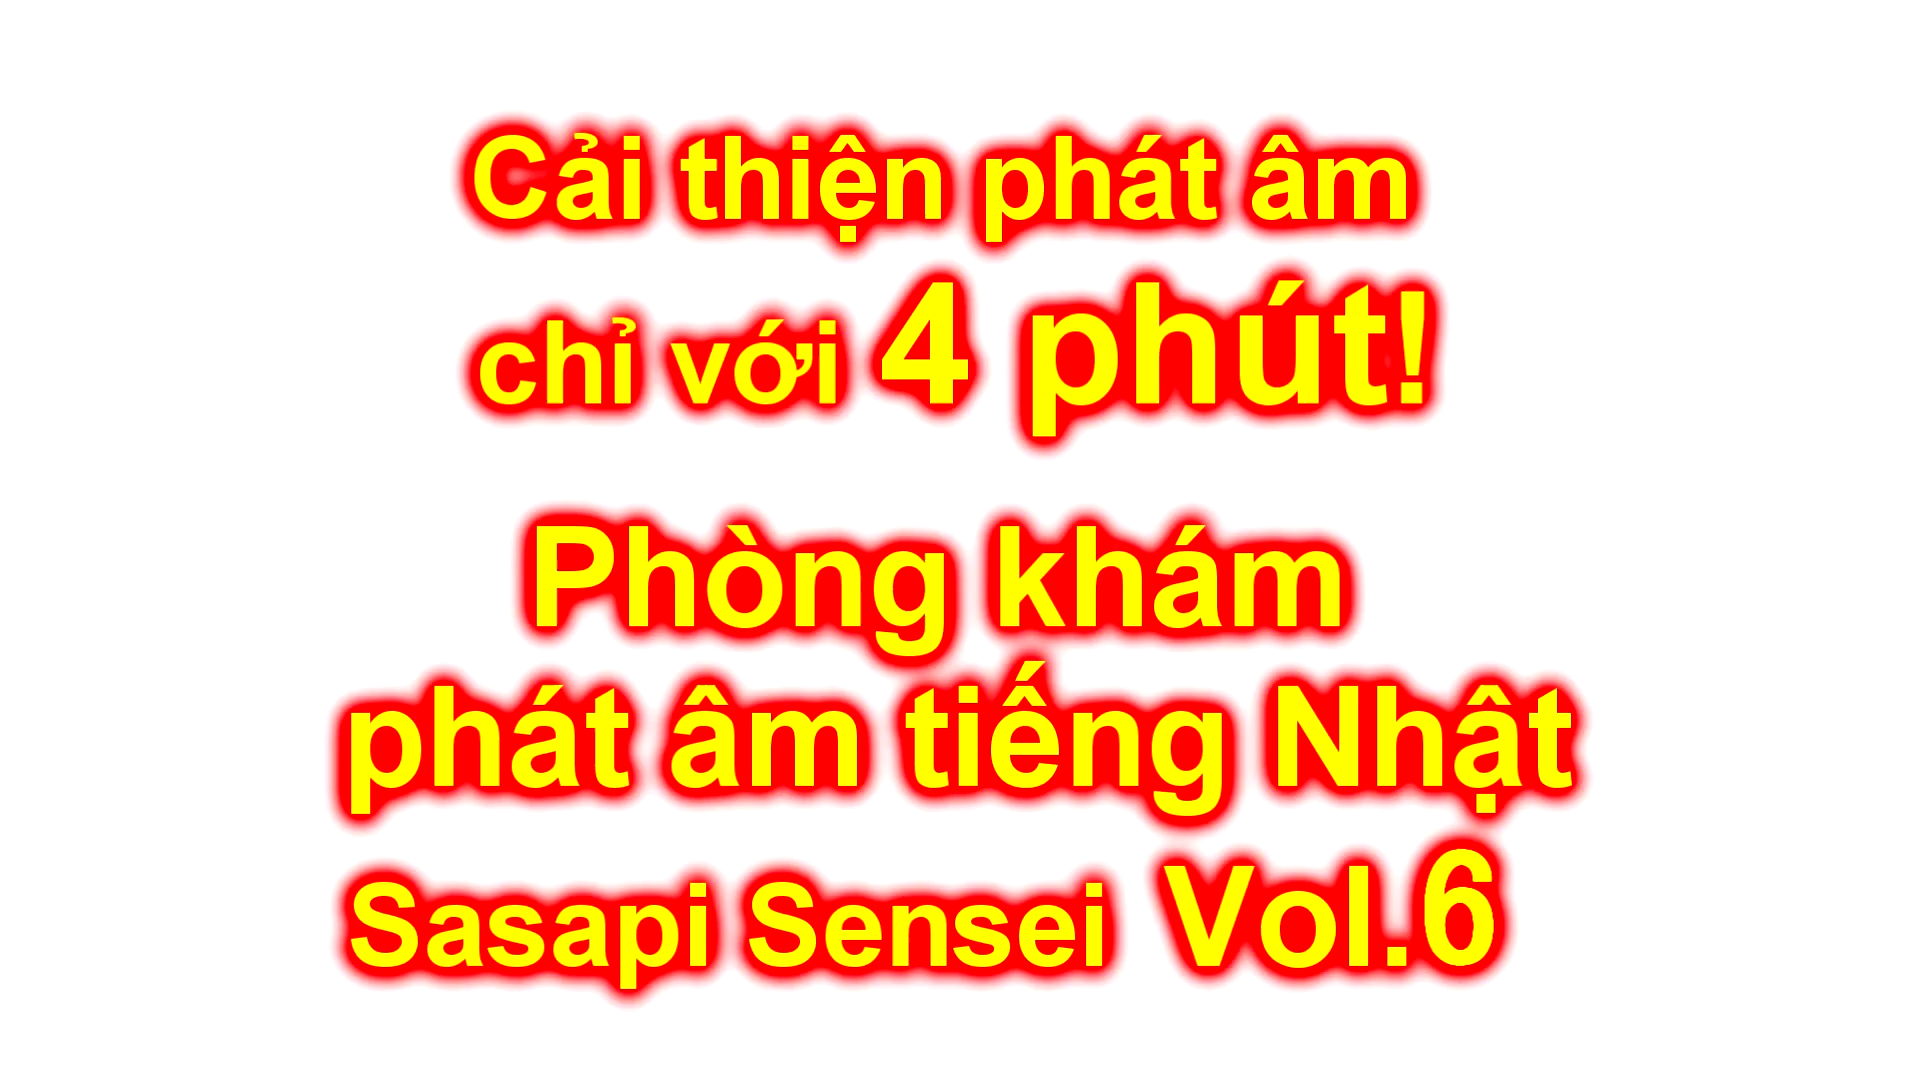 Cải thiện phát âm
chỉ với 4 phút!
Phòng khám
phát âm tiếng Nhật
Sasapi Sensei Vol.6